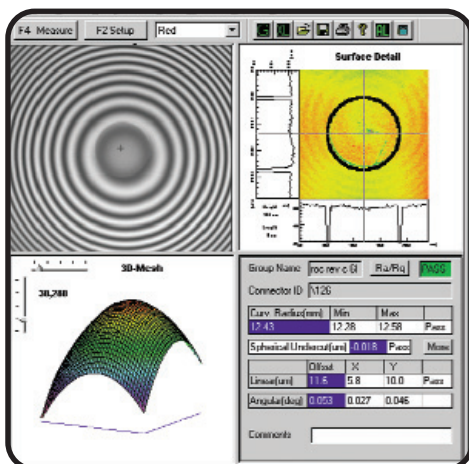 F4 Measure F2 Setup Red
Surface Detail
3D-Mesh
30,200
Group Name roc rev c 6l Ra/Rq PASS
Connector ID \126
Curv. Radius(mm) Min Max
12.43 12.28 12.58 Pass
Spherical Undercut(um) -0.018 Pass More
Offset X Y
Linear(um) 11.6 5.8 10.0 Pass
Angular(deg) 0.053 0.027 0.046
Comments